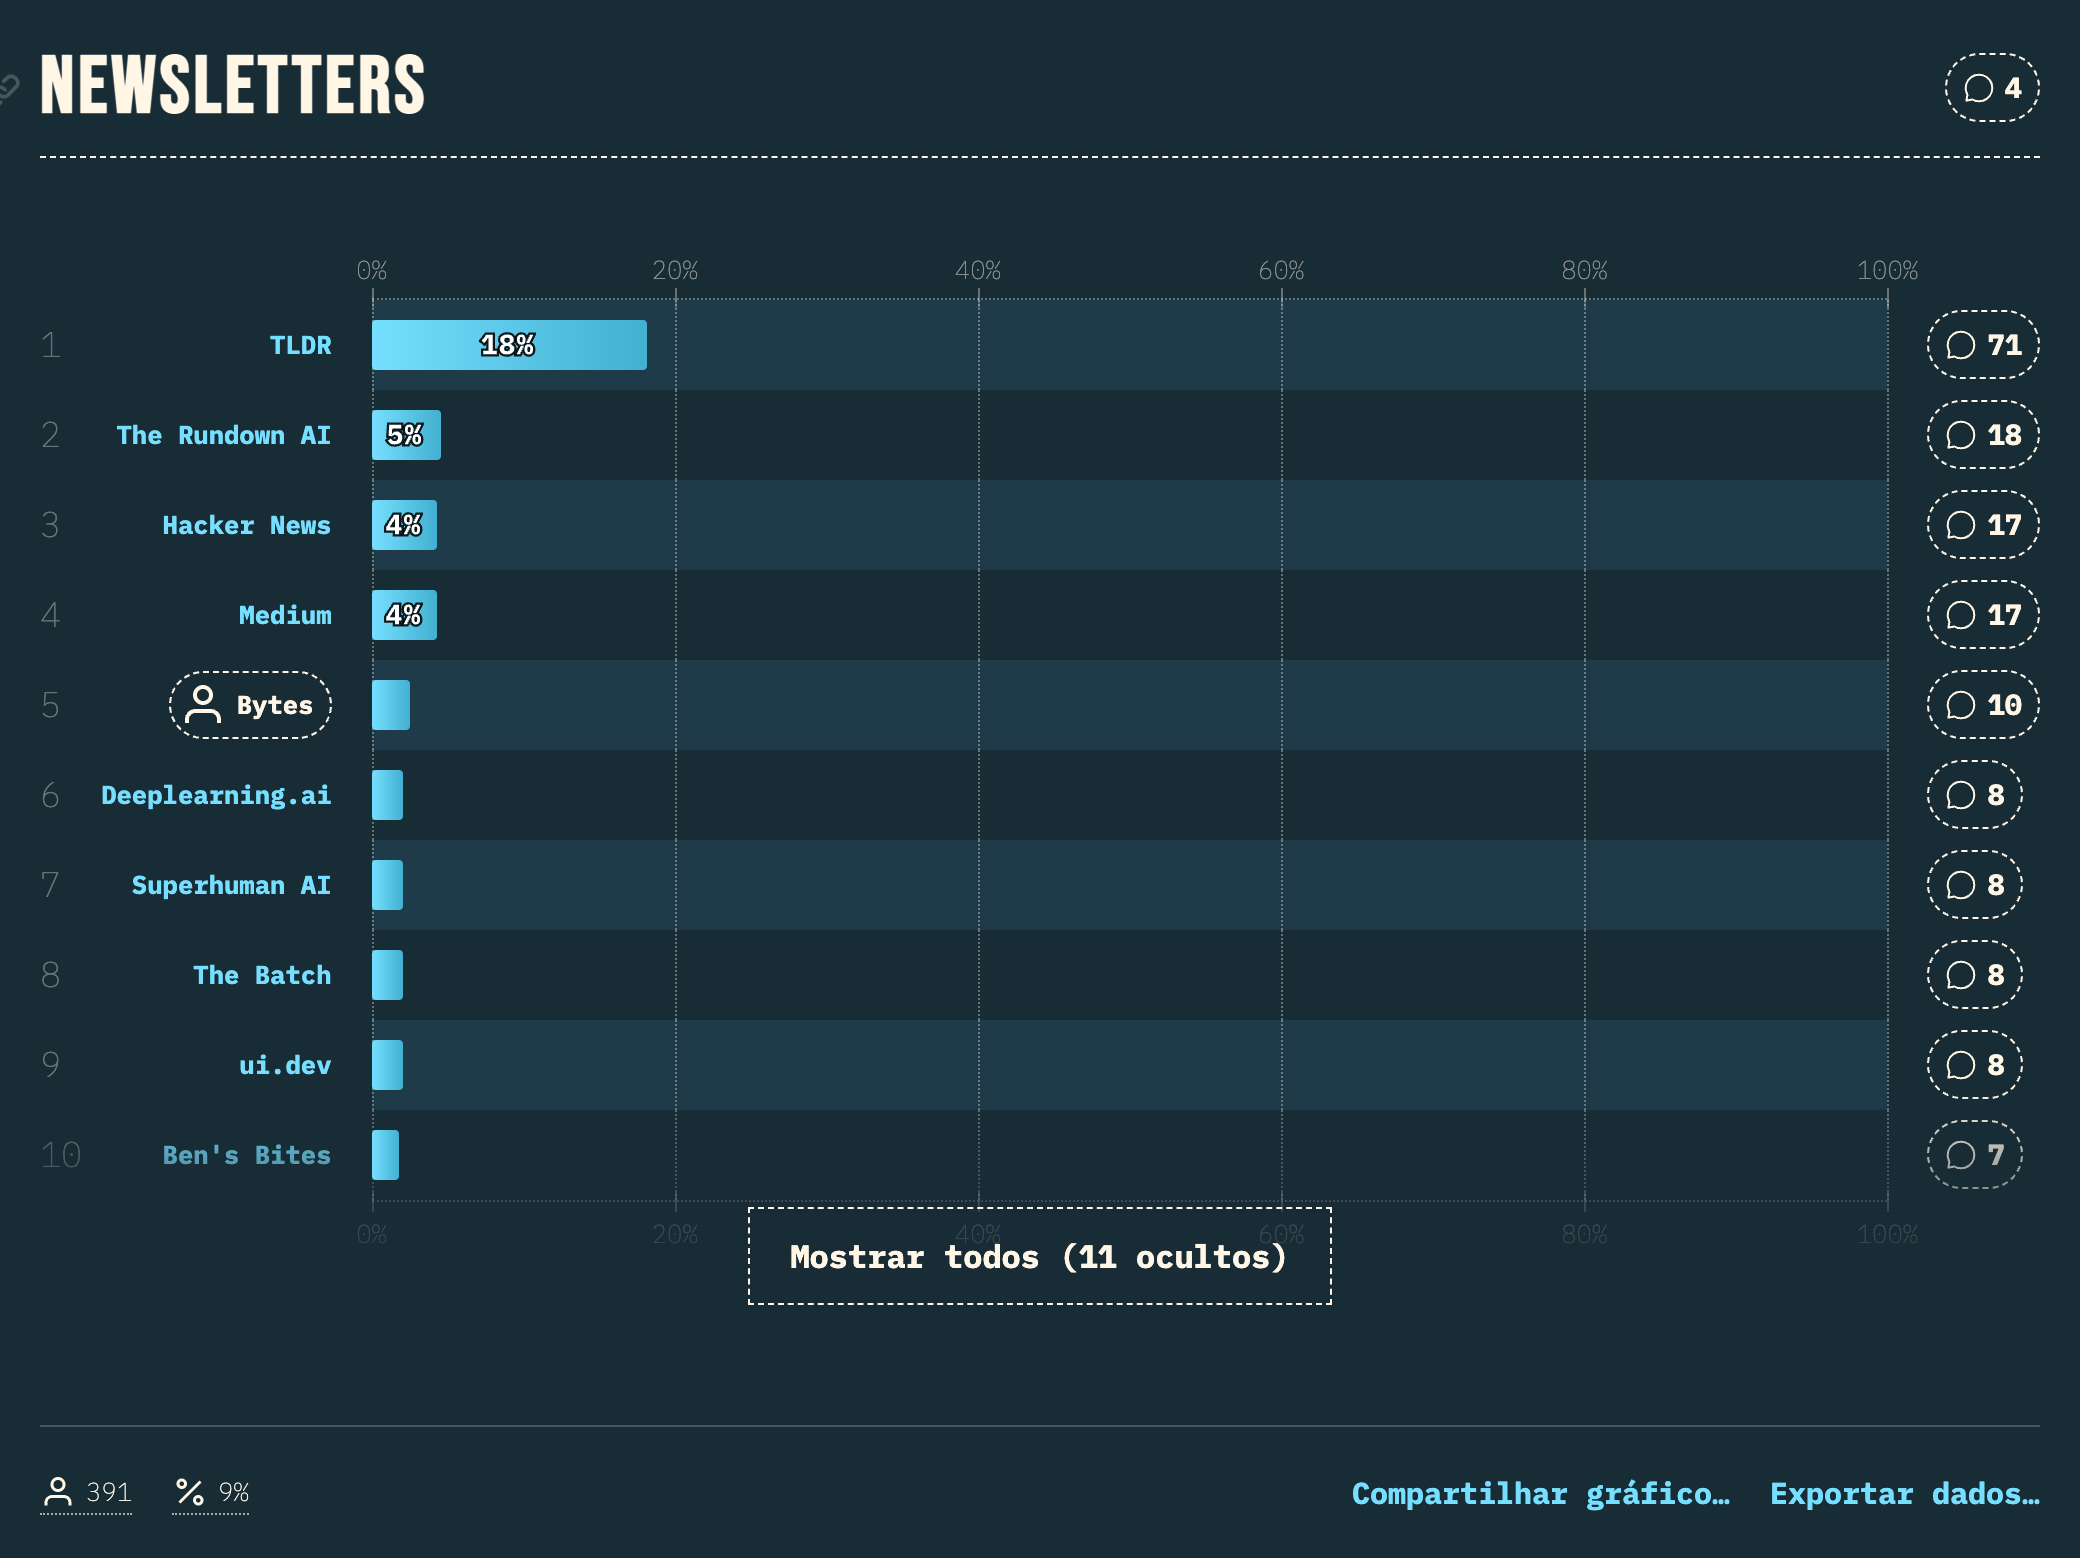 NEWSLETTERS
4
0% 20% 40% 60% 80% 100%
1 TLDR 18% 71
2 The Rundown AI 5% 18
3 Hacker News 4% 17
4 Medium 4% 17
5 Bytes 10
6 Deeplearning.ai 8
7 Superhuman AI 8
8 The Batch 8
9 ui.dev 8
10 Ben's Bites 7
0% 20% 40% 60% 80% 100%
Mostrar todos (11 ocultos)
391 % 9% Compartilhar gráfico… Exportar dados…